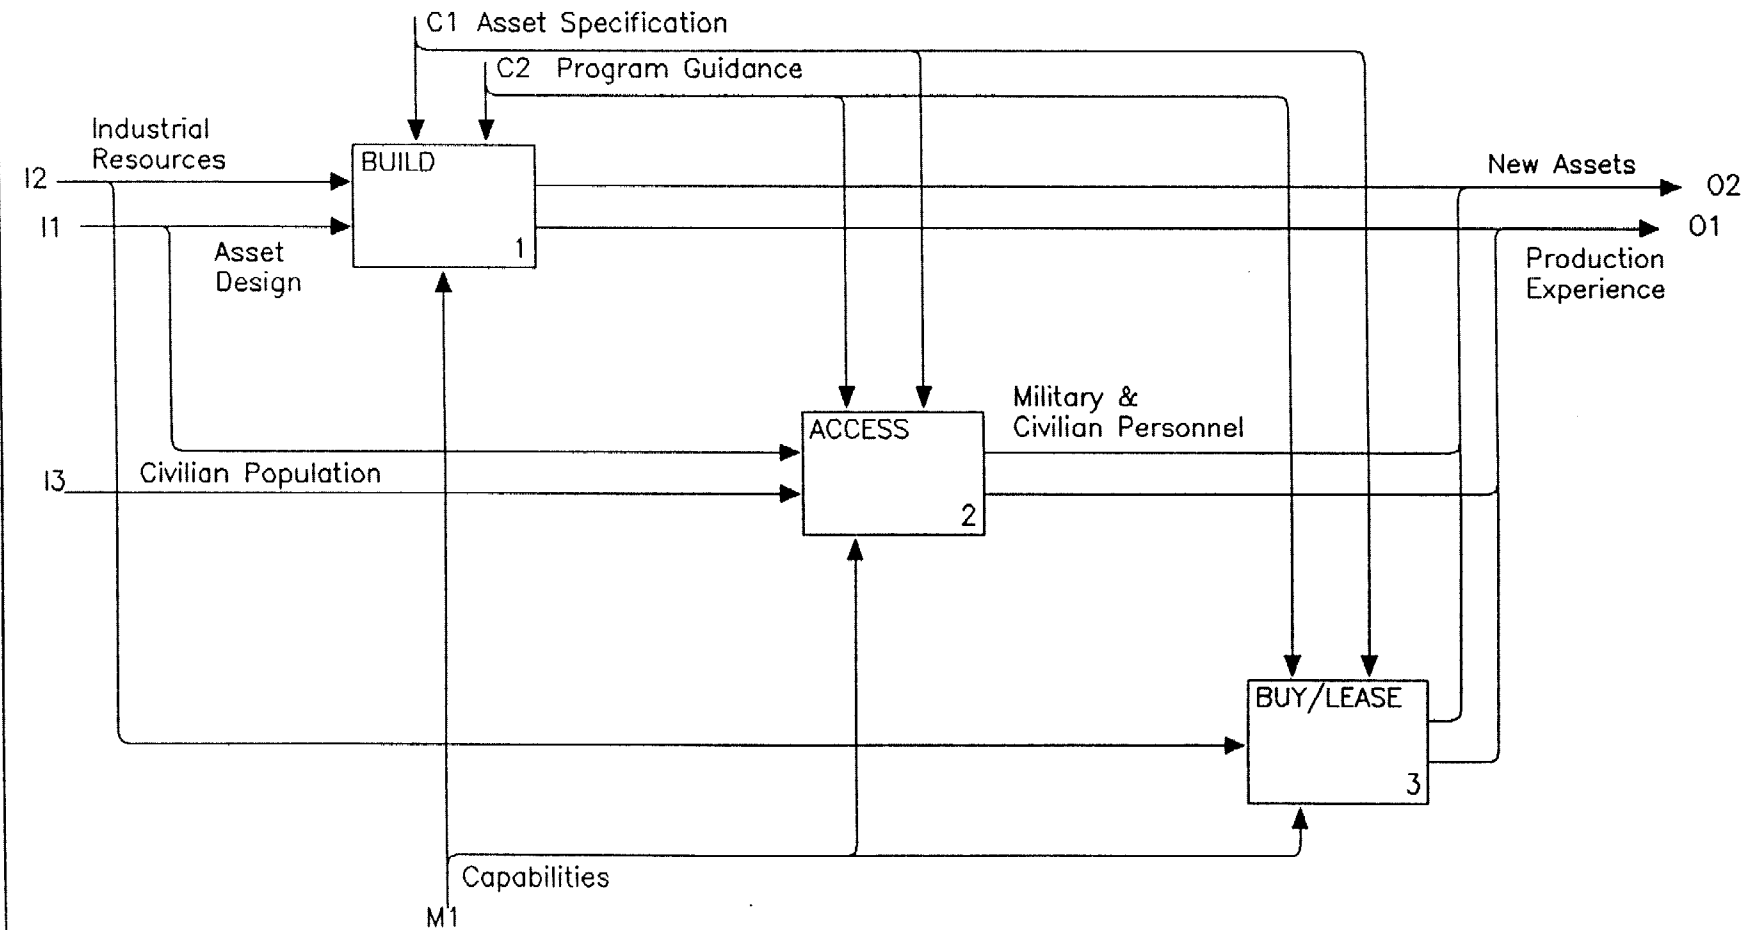 C1 Asset Specification
C2 Program Guidance
Industrial
Resources
I2
BUILD
New Assets
O2
I1
O1
Asset
Design
1
Production
Experience
Military &
Civilian Personnel
ACCESS
I3
Civilian Population
2
BUY/LEASE
3
Capabilities
M1